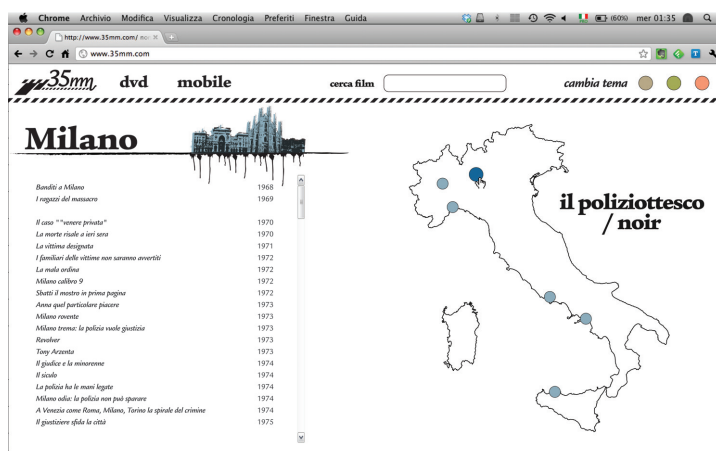 Chrome Archivio Modifica Visualizza Cronologia Preferiti Finestra Guida (60%) mer 01:35
http://www.35mm.com/ noi
www.35mm.com
35mm dvd mobile cerca film cambia tema
Milano
il poliziottesco
/ noir
Banditi a Milano 1968
I ragazzi del massacro 1969
Il caso ""venere privata" 1970
La morte risale a ieri sera 1970
La vittima designata 1971
I familiari delle vittime non saranno avvertiti 1972
La mala ordina 1972
Milano calibro 9 1972
Sbatti il mostro in prima pagina 1972
Anna quel particolare piacere 1973
Milano rovente 1973
Milano trema: la polizia vuole giustizia 1973
Revolver 1973
Tony Arzenta 1973
Il giudice e la minorenne 1974
Il siculo 1974
La polizia ha le mani legate 1974
Milano odia: la polizia non può sparare 1974
A Venezia come Roma, Milano, Torino la spirale del crimine 1974
Il giustiziere sfida la città 1975